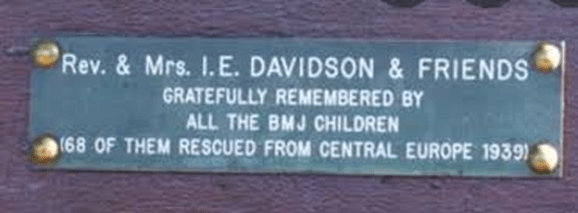 Rev. & Mrs. I.E. DAVIDSON & FRIENDS
GRATEFULLY REMEMBERED BY
ALL THE BMJ CHILDREN
(68 OF THEM RESCUED FROM CENTRAL EUROPE 1939)